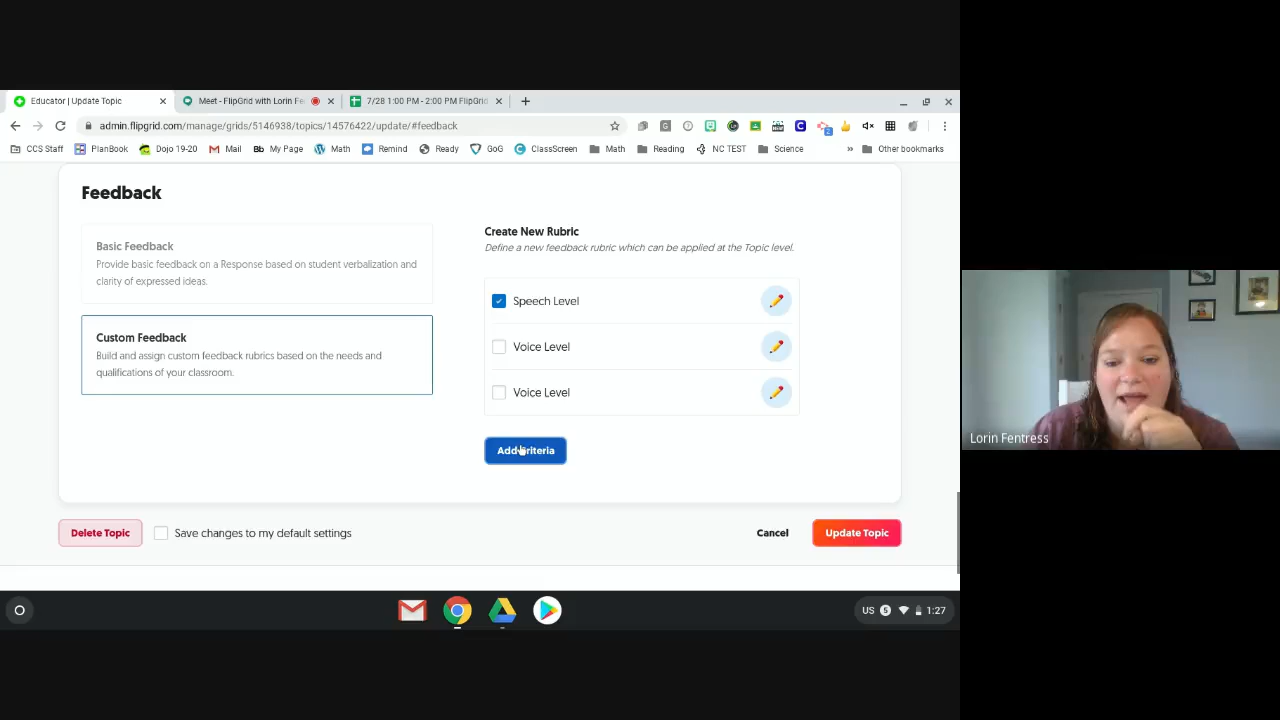 Educator | Update Topic
Meet - FlipGrid with Lorin Fe
7/28 1:00 PM - 2:00 PM FlipGrid
admin.flipgrid.com/manage/grids/5146938/topics/14576422/update/#feedback
CCS Staff PlanBook Dojo 19-20 Mail Bb My Page Math Remind Ready GoG ClassScreen Math Reading NC TEST Science » Other bookmarks
Feedback
Basic Feedback
Provide basic feedback on a Response based on student verbalization and
clarity of expressed ideas.
Custom Feedback
Build and assign custom feedback rubrics based on the needs and
qualifications of your classroom.
Create New Rubric
Define a new feedback rubric which can be applied at the Topic level.
Speech Level
Voice Level
Voice Level
Add Criteria
Delete Topic
Save changes to my default settings
Cancel
Update Topic
US 5 1:27
Lorin Fentress